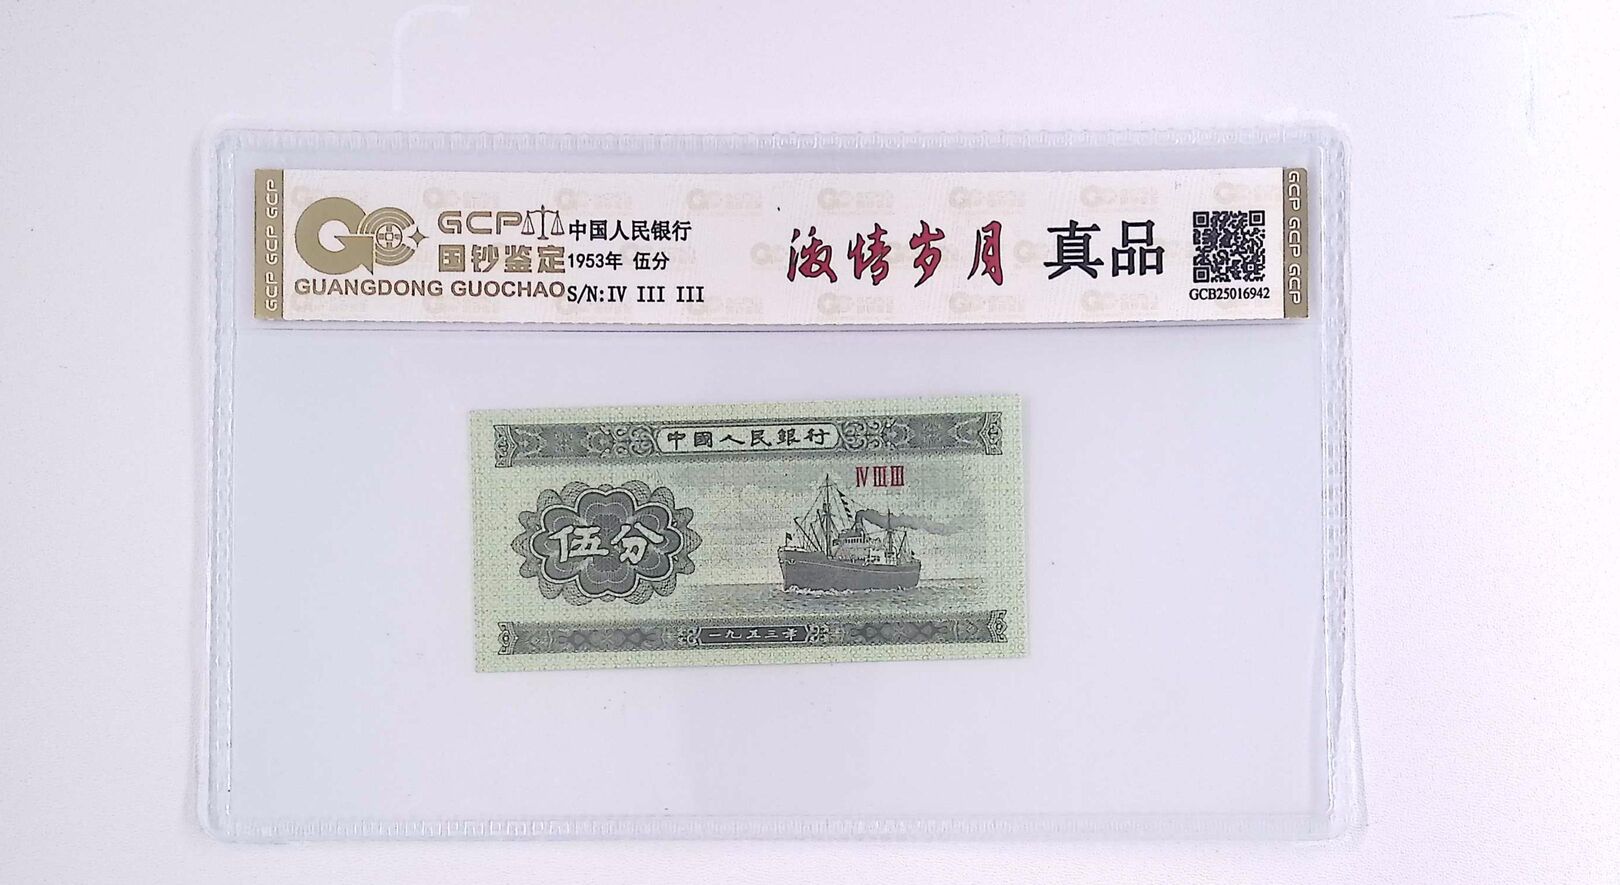 GCP GCP GCP
GCP
国钞鉴定
GUANGDONG GUOCHAO
中国人民银行
1953年 伍分
S/N:IV III III
激情岁月
真品
GCB25016942
GCP GCP GCP
中國人民銀行
IV III III
伍分
一九五三年